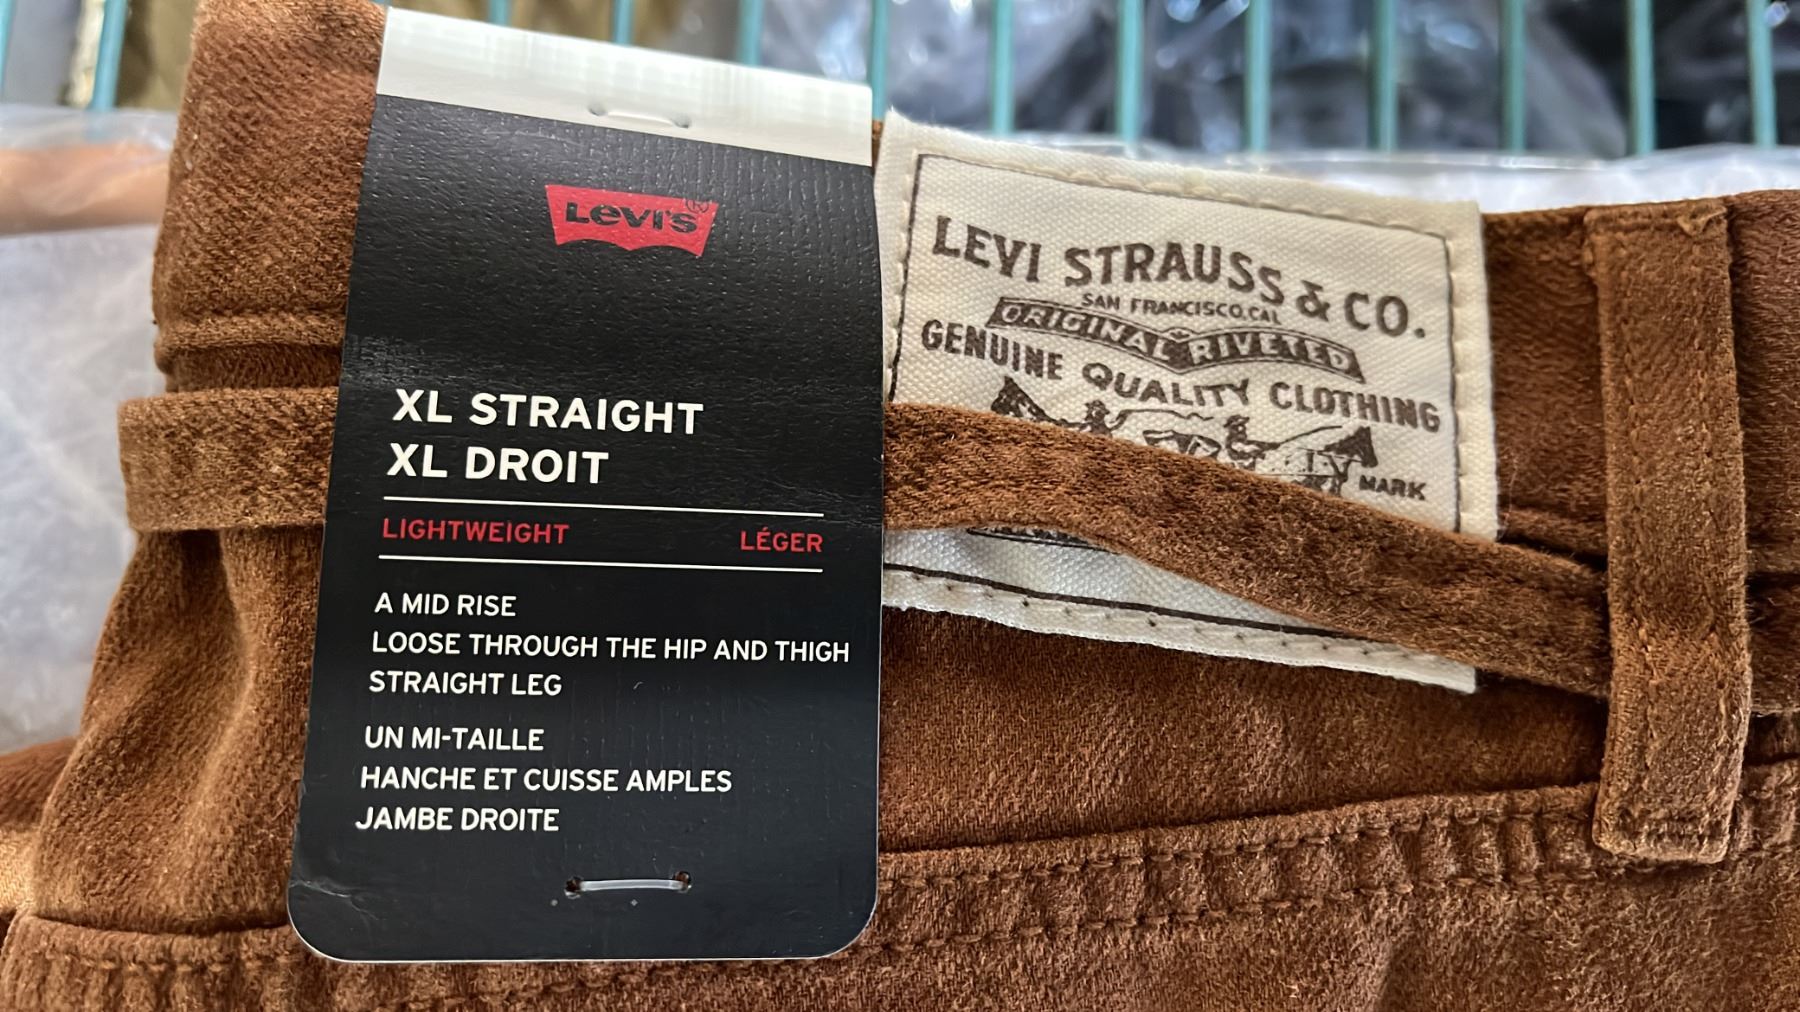 LEVI'S®
XL STRAIGHT
XL DROIT
LIGHTWEIGHT LÉGER
A MID RISE
LOOSE THROUGH THE HIP AND THIGH
STRAIGHT LEG
UN MI-TAILLE
HANCHE ET CUISSE AMPLES
JAMBE DROITE
LEVI STRAUSS & CO.
SAN FRANCISCO,CAL
ORIGINAL RIVETED
GENUINE QUALITY CLOTHING
MARK